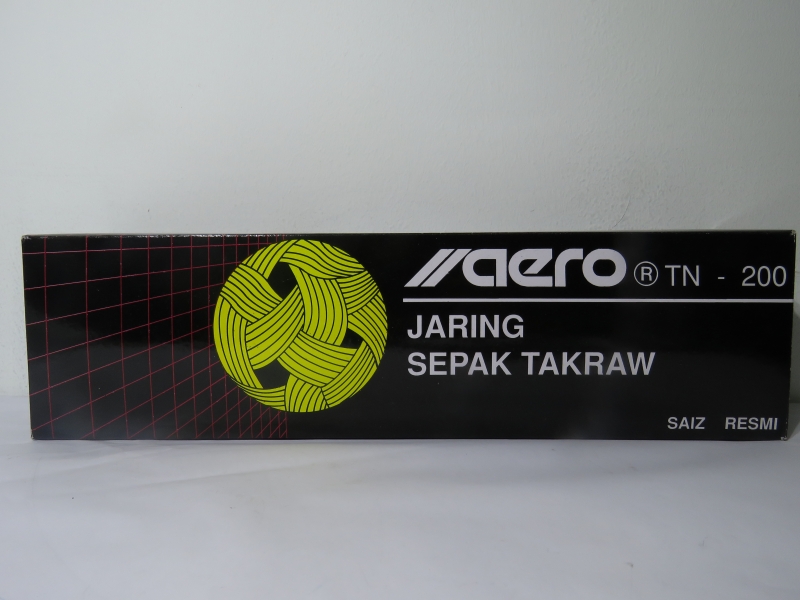 aero ® TN - 200
JARING
SEPAK TAKRAW
SAIZ RESMI